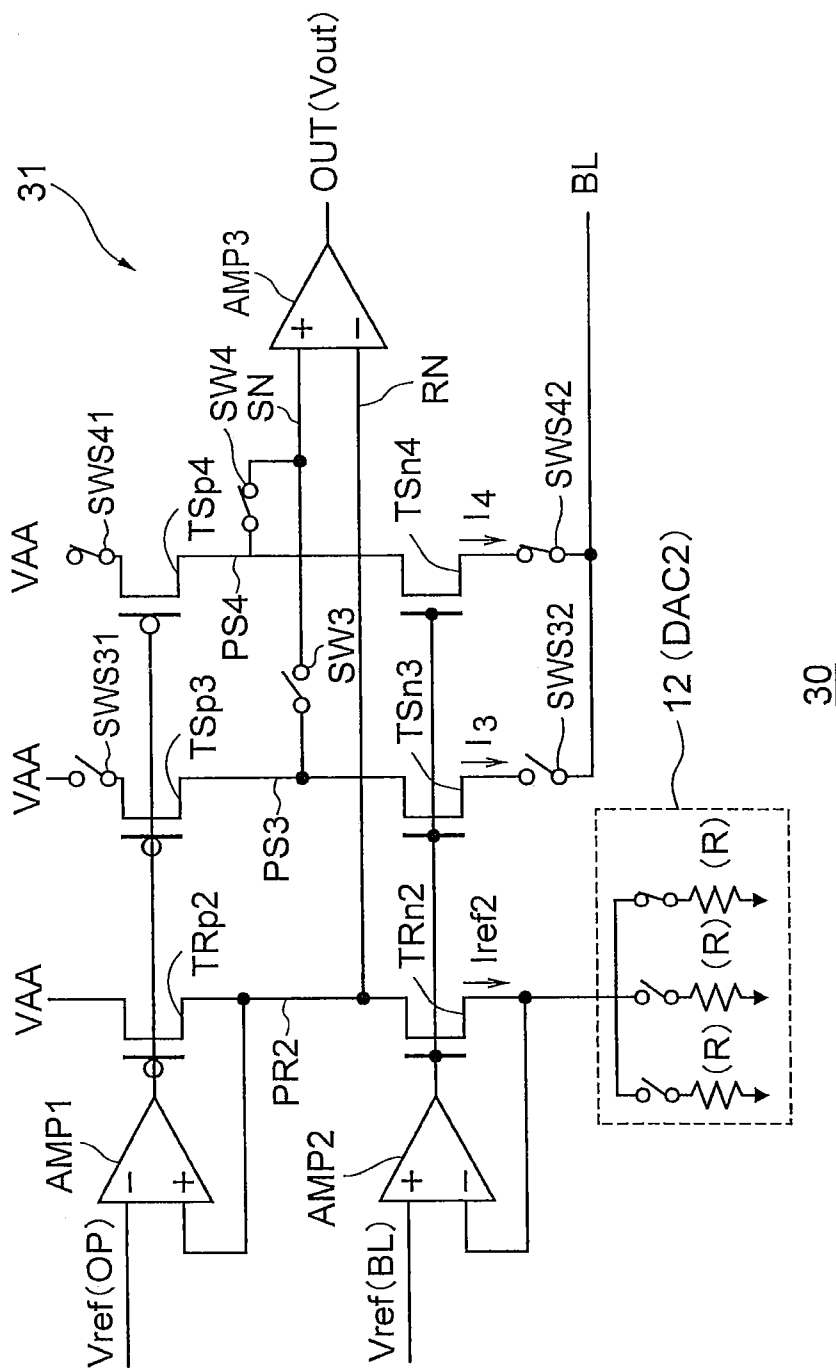 31
VAA
VAA
VAA
SWS31
SWS41
AMP1
TRp2
TSp3
TSp4
SW4
SN
AMP3
OUT(Vout)
Vref(OP)
−
+
PR2
PS3
PS4
SW3
+
−
RN
AMP2
TRn2
TSn3
TSn4
Vref(BL)
+
−
Iref2
I3
I4
SWS32
SWS42
BL
(R)
(R)
(R)
12(DAC2)
30